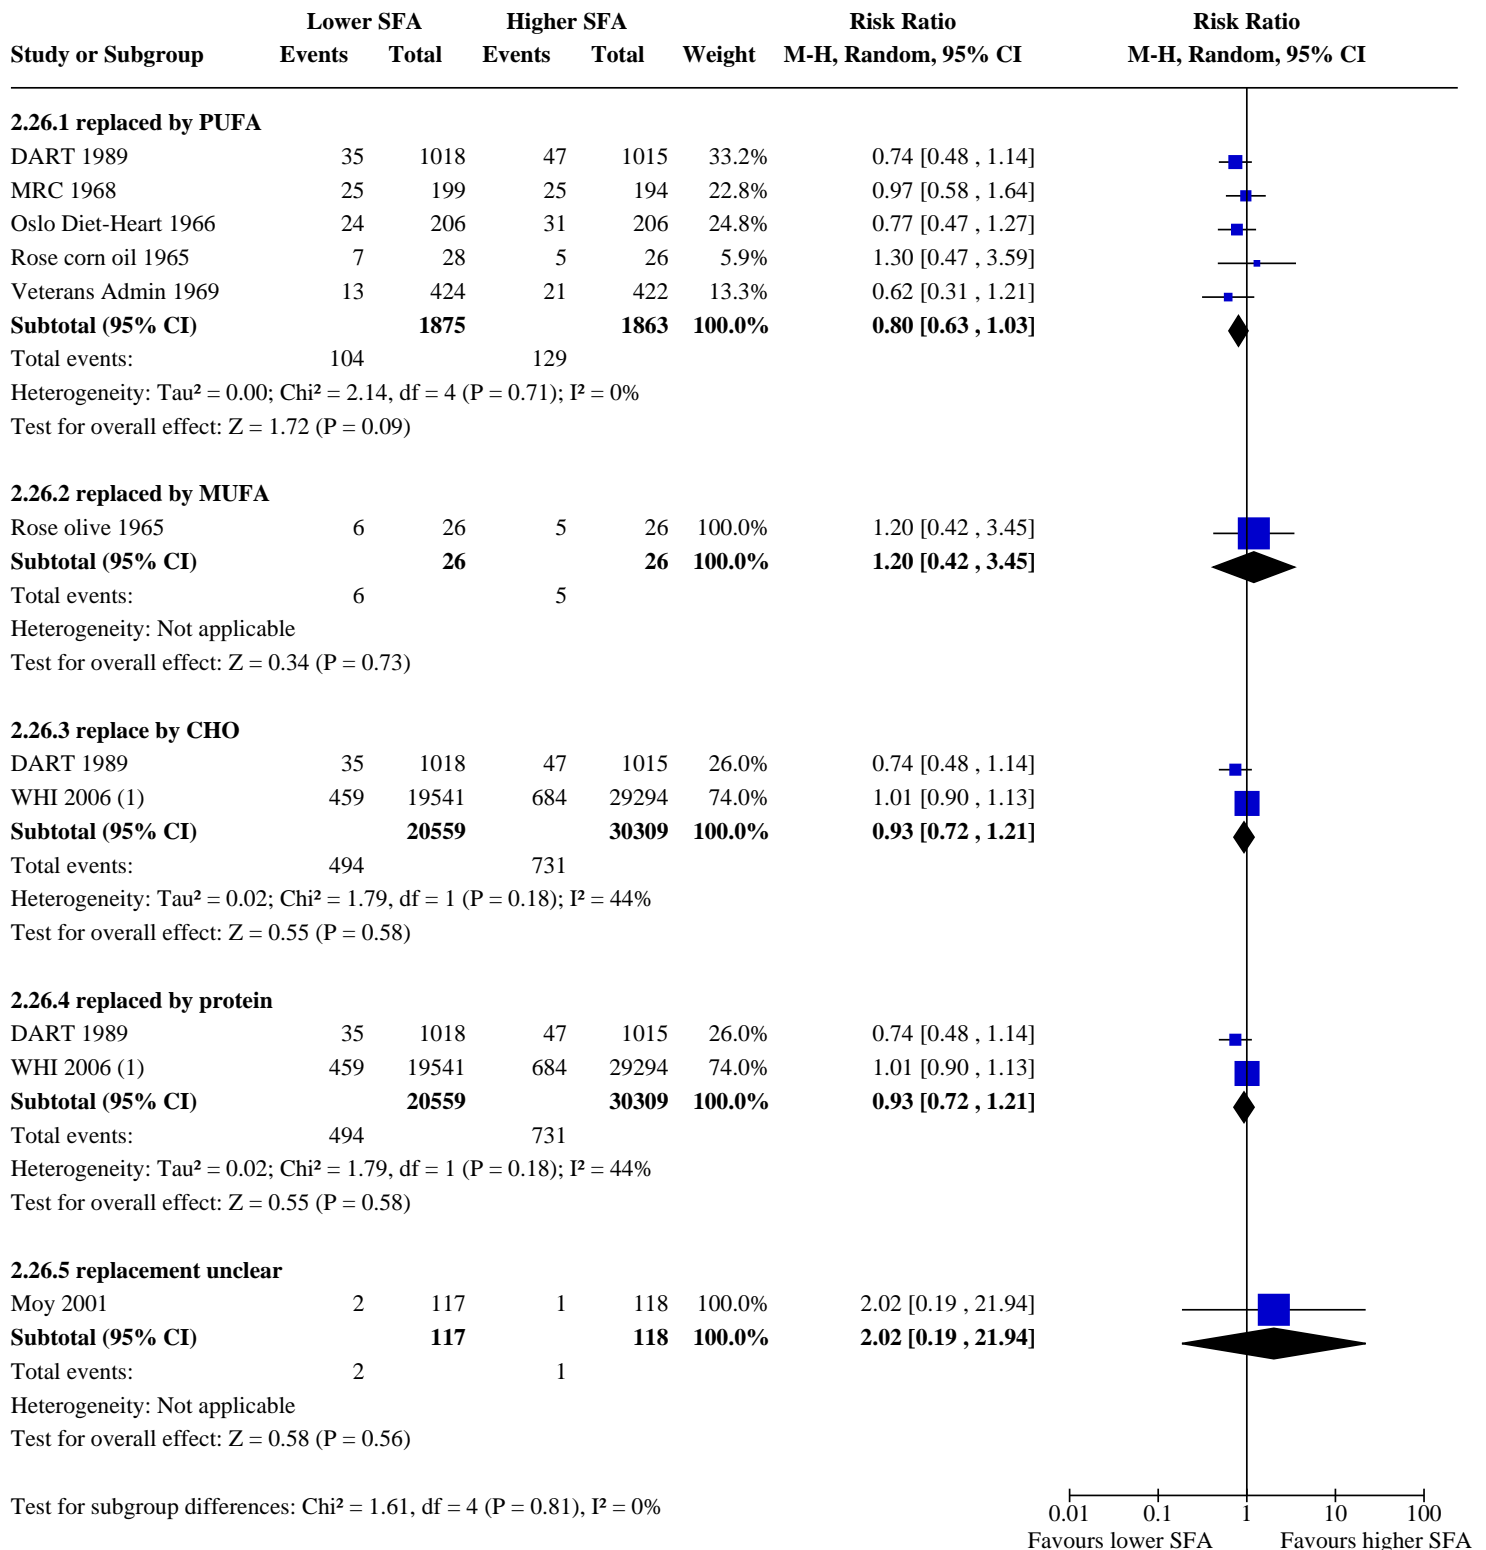 Lower SFA Higher SFA Risk Ratio Risk Ratio
Study or Subgroup Events Total Events Total Weight M-H, Random, 95% CI M-H, Random, 95% CI
2.26.1 replaced by PUFA
DART 1989 35 1018 47 1015 33.2% 0.74 [0.48 , 1.14]
MRC 1968 25 199 25 194 22.8% 0.97 [0.58 , 1.64]
Oslo Diet-Heart 1966 24 206 31 206 24.8% 0.77 [0.47 , 1.27]
Rose corn oil 1965 7 28 5 26 5.9% 1.30 [0.47 , 3.59]
Veterans Admin 1969 13 424 21 422 13.3% 0.62 [0.31 , 1.21]
Subtotal (95% CI) 1875 1863 100.0% 0.80 [0.63 , 1.03]
Total events: 104 129
Heterogeneity: Tau² = 0.00; Chi² = 2.14, df = 4 (P = 0.71); I² = 0%
Test for overall effect: Z = 1.72 (P = 0.09)
2.26.2 replaced by MUFA
Rose olive 1965 6 26 5 26 100.0% 1.20 [0.42 , 3.45]
Subtotal (95% CI) 26 26 100.0% 1.20 [0.42 , 3.45]
Total events: 6 5
Heterogeneity: Not applicable
Test for overall effect: Z = 0.34 (P = 0.73)
2.26.3 replace by CHO
DART 1989 35 1018 47 1015 26.0% 0.74 [0.48 , 1.14]
WHI 2006 (1) 459 19541 684 29294 74.0% 1.01 [0.90 , 1.13]
Subtotal (95% CI) 20559 30309 100.0% 0.93 [0.72 , 1.21]
Total events: 494 731
Heterogeneity: Tau² = 0.02; Chi² = 1.79, df = 1 (P = 0.18); I² = 44%
Test for overall effect: Z = 0.55 (P = 0.58)
2.26.4 replaced by protein
DART 1989 35 1018 47 1015 26.0% 0.74 [0.48 , 1.14]
WHI 2006 (1) 459 19541 684 29294 74.0% 1.01 [0.90 , 1.13]
Subtotal (95% CI) 20559 30309 100.0% 0.93 [0.72 , 1.21]
Total events: 494 731
Heterogeneity: Tau² = 0.02; Chi² = 1.79, df = 1 (P = 0.18); I² = 44%
Test for overall effect: Z = 0.55 (P = 0.58)
2.26.5 replacement unclear
Moy 2001 2 117 1 118 100.0% 2.02 [0.19 , 21.94]
Subtotal (95% CI) 117 118 100.0% 2.02 [0.19 , 21.94]
Total events: 2 1
Heterogeneity: Not applicable
Test for overall effect: Z = 0.58 (P = 0.56)
Test for subgroup differences: Chi² = 1.61, df = 4 (P = 0.81), I² = 0%
0.01 0.1 1 10 100
Favours lower SFA Favours higher SFA